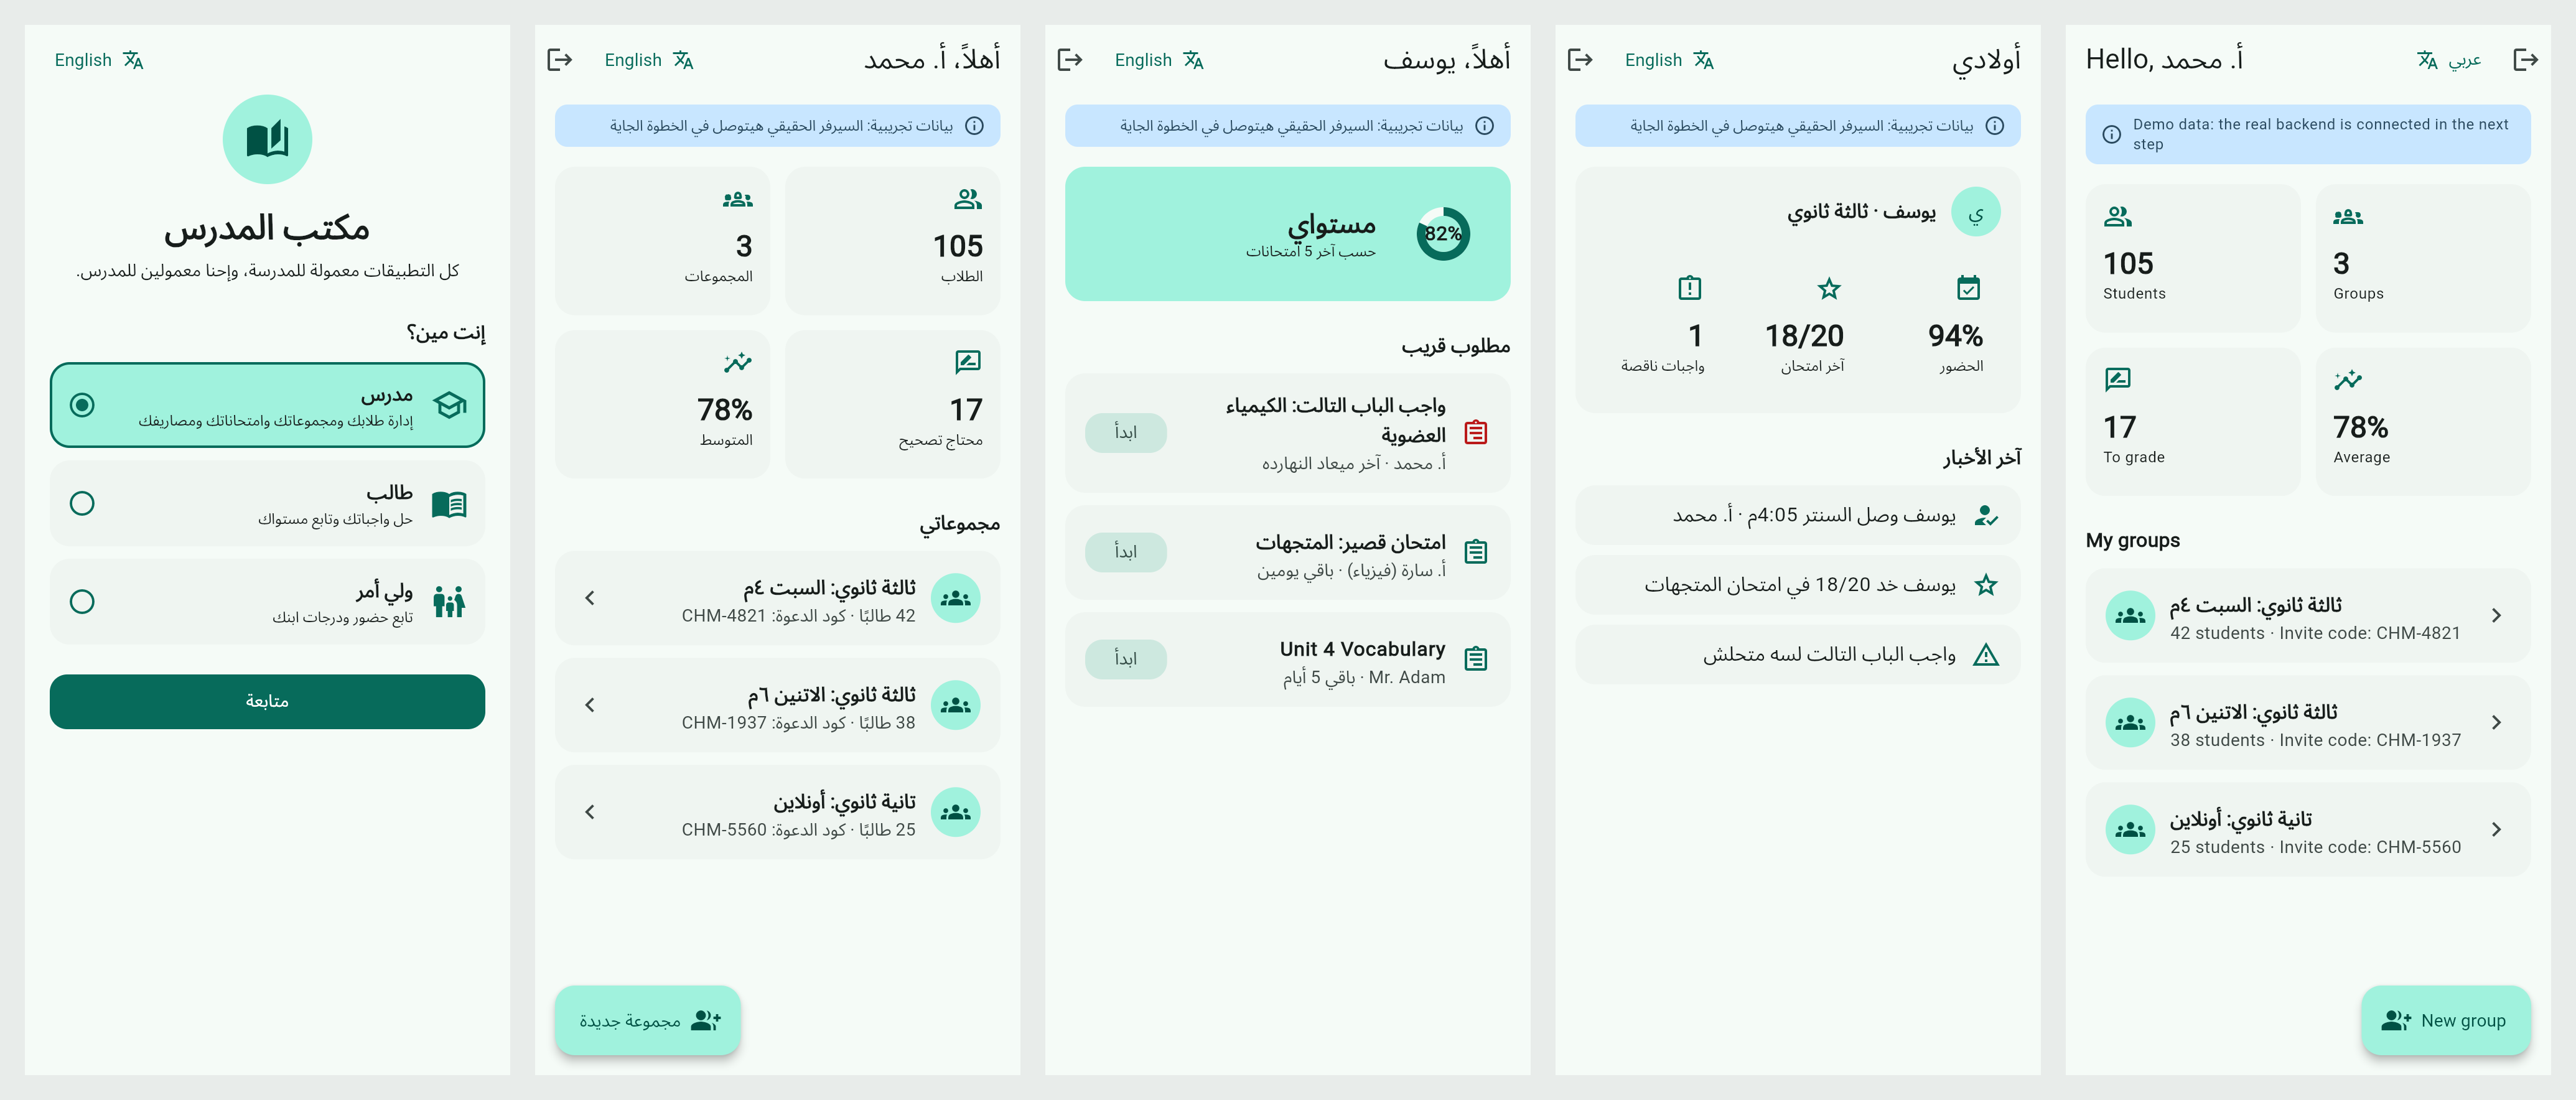 English
مكتب المدرس
كل التطبيقات معمولة للمدرسة، وإحنا معمولين للمدرس.
إنت مين؟
مدرس
إدارة طلابك ومجموعاتك وامتحاناتك ومصاريفك
طالب
حل واجباتك وتابع مستواك
ولي أمر
تابع حضور ودرجات ابنك
متابعة
أهلاً، أ. محمد
English
بيانات تجريبية: السيرفر الحقيقي هيتوصل في الخطوة الجاية
105
الطلاب
3
المجموعات
17
محتاج تصحيح
78%
المتوسط
مجموعاتي
ثالثة ثانوي: السبت ٤م
42 طالبًا · كود الدعوة: CHM-4821
ثالثة ثانوي: الاتنين ٦م
38 طالبًا · كود الدعوة: CHM-1937
تانية ثانوي: أونلاين
25 طالبًا · كود الدعوة: CHM-5560
مجموعة جديدة
أهلاً، يوسف
English
بيانات تجريبية: السيرفر الحقيقي هيتوصل في الخطوة الجاية
82%
مستواي
حسب آخر 5 امتحانات
مطلوب قريب
واجب الباب التالت: الكيمياء
العضوية
أ. محمد · آخر ميعاد النهارده
ابدأ
امتحان قصير: المتجهات
أ. سارة (فيزياء) · باقي يومين
ابدأ
Unit 4 Vocabulary
Mr. Adam · باقي 5 أيام
ابدأ
أولادي
English
بيانات تجريبية: السيرفر الحقيقي هيتوصل في الخطوة الجاية
ي
يوسف · ثالثة ثانوي
94%
الحضور
18/20
آخر امتحان
1
واجبات ناقصة
آخر الأخبار
يوسف وصل السنتر 4:05م · أ. محمد
يوسف خد 18/20 في امتحان المتجهات
واجب الباب التالت لسه متحلش
Hello, أ. محمد
عربي
Demo data: the real backend is connected in the next
step
105
Students
3
Groups
17
To grade
78%
Average
My groups
ثالثة ثانوي: السبت ٤م
42 students · Invite code: CHM-4821
ثالثة ثانوي: الاتنين ٦م
38 students · Invite code: CHM-1937
تانية ثانوي: أونلاين
25 students · Invite code: CHM-5560
New group